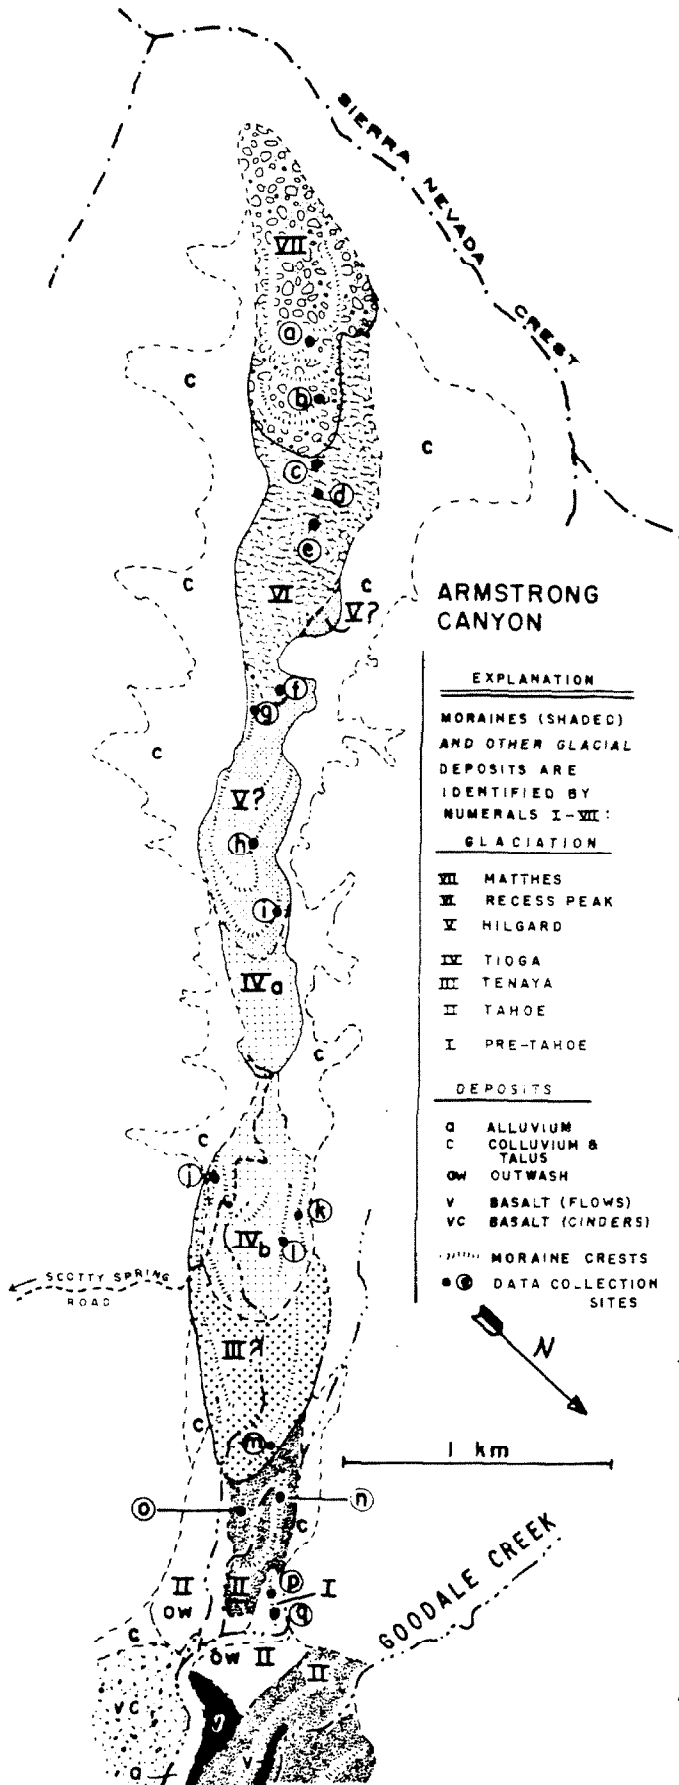 SIERRA NEVADA CREST
VII
a
C
b
C
c
d
e
C
C
VI
V?
ARMSTRONG
CANYON
EXPLANATION
MORAINES (SHADED)
AND OTHER GLACIAL
DEPOSITS ARE
IDENTIFIED BY
NUMERALS I-VII:
GLACIATION
VII MATTHES
VI RECESS PEAK
V HILGARD
IV TIOGA
III TENAYA
II TAHOE
I PRE-TAHOE
DEPOSITS
a ALLUVIUM
C COLLUVIUM &
TALUS
ow OUTWASH
V BASALT (FLOWS)
VC BASALT (CINDERS)
MORAINE CRESTS
DATA COLLECTION
SITES
N
1 km
f
g
C
V?
h
i
IVa
C
C
j
k
IVb
l
SCOTTY SPRING
ROAD
III?
C
m
o
n
C
p
I
II
II
q
OW
C
OW II
GOODALE CREEK
II
VC
V
V
a